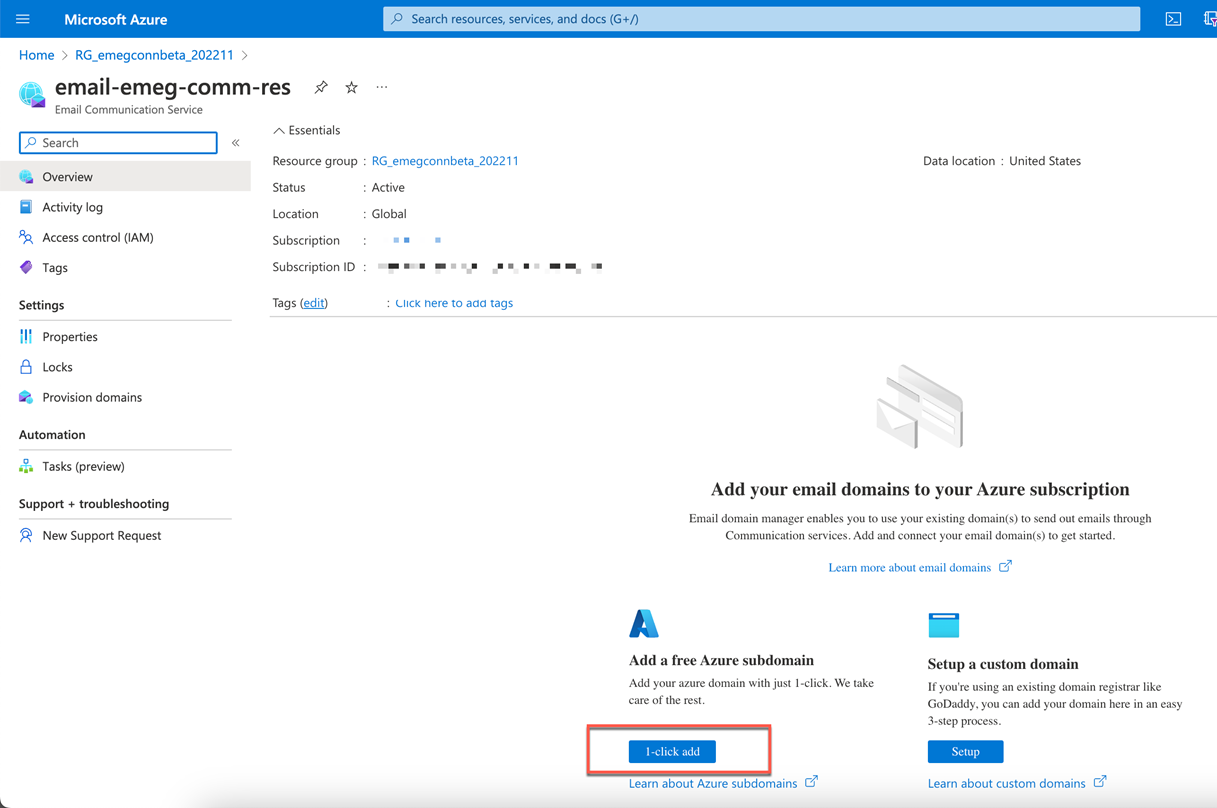 Microsoft Azure
Search resources, services, and docs (G+/)
Home > RG_emegconnbeta_202211 >
email-emeg-comm-res
Email Communication Service
Search
«
Overview
Activity log
Access control (IAM)
Tags
Settings
Properties
Locks
Provision domains
Automation
Tasks (preview)
Support + troubleshooting
New Support Request
Essentials
Resource group : RG_emegconnbeta_202211
Data location : United States
Status : Active
Location : Global
Subscription :
Subscription ID :
Tags (edit) : Click here to add tags
Add your email domains to your Azure subscription
Email domain manager enables you to use your existing domain(s) to send out emails through
Communication services. Add and connect your email domain(s) to get started.
Learn more about email domains
Add a free Azure subdomain
Add your azure domain with just 1-click. We take
care of the rest.
1-click add
Learn about Azure subdomains
Setup a custom domain
If you're using an existing domain registrar like
GoDaddy, you can add your domain here in an easy
3-step process.
Setup
Learn about custom domains